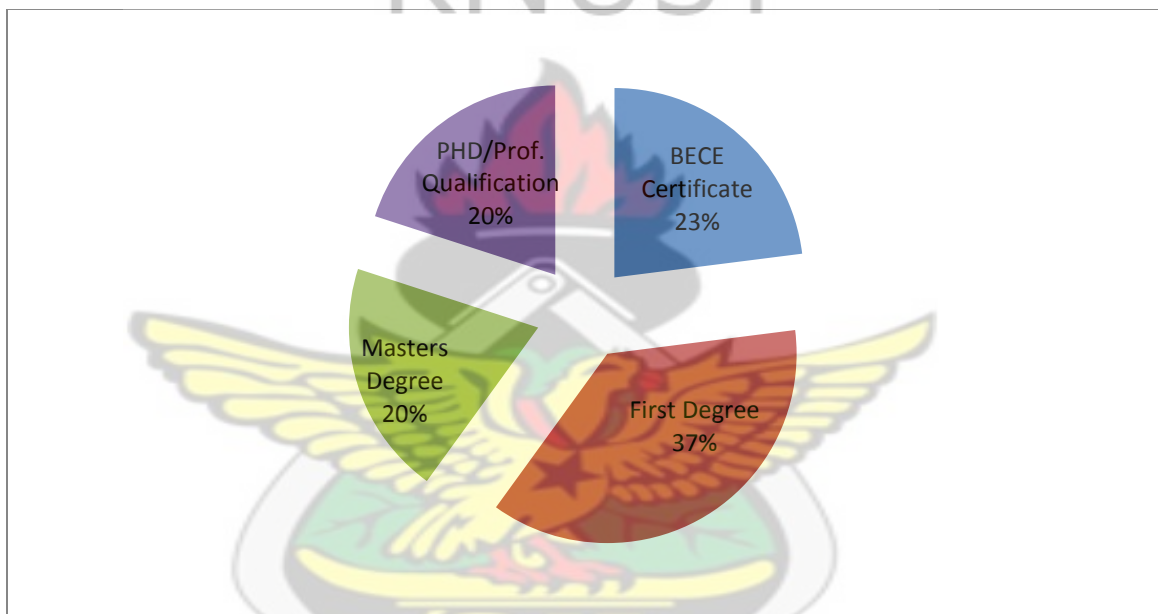 KNUST
PHD/Prof.
Qualification
20%
BECE
Certificate
23%
Masters
Degree
20%
First Degree
37%